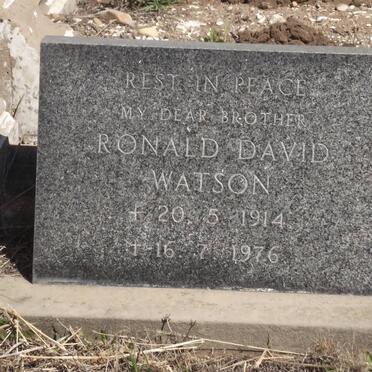 REST IN PEACE
MY DEAR BROTHER
RONALD DAVID
WATSON
+ 20. 5. 1914
+ 16. 7. 1976